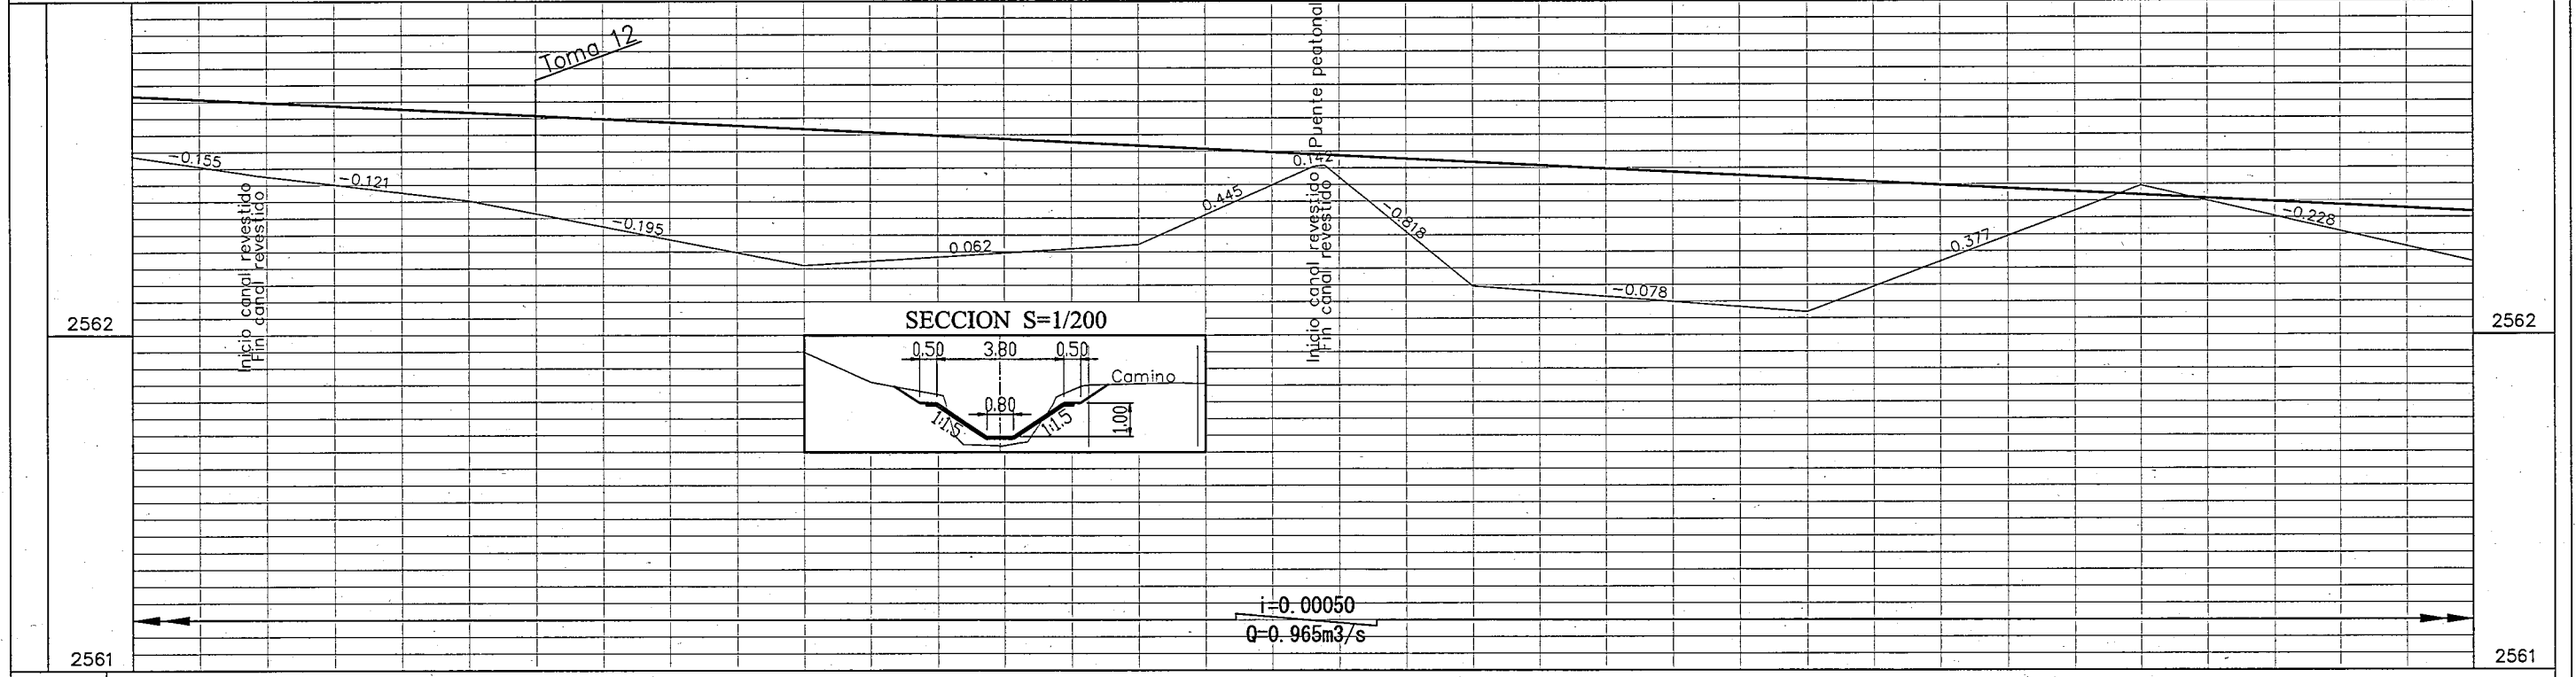 Toma 12
Puente peatonal
-0.155
-0.121
-0.195
0.062
0.445
0.142
-0.818
-0.078
0.377
-0.228
Inicio canal revestido
Fin canal revestido
Inicio canal revestido
Fin canal revestido
2562
2562
SECCION S=1/200
0.50 3.80 0.50
Camino
0.80
1:1.5
1:1.5
1.00
i=0.00050
Q=0.965m3/s
2561
2561